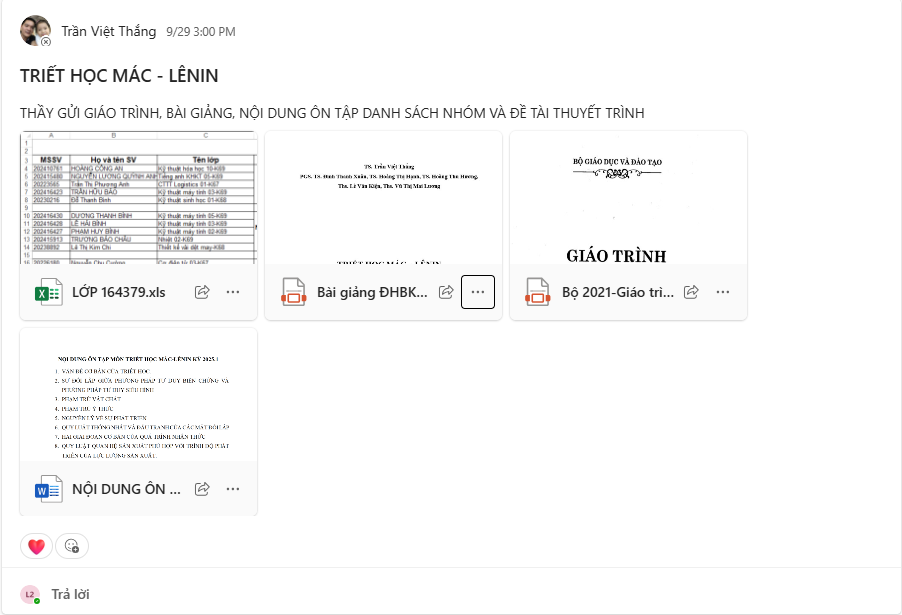 Trần Việt Thắng 9/29 3:00 PM
TRIẾT HỌC MÁC - LÊNIN
THẦY GỬI GIÁO TRÌNH, BÀI GIẢNG, NỘI DUNG ÔN TẬP DANH SÁCH NHÓM VÀ ĐỀ TÀI THUYẾT TRÌNH
A B C
1
2
3 MSSV Họ và tên SV Tên lớp
4 202410761 HOÀNG CÔNG AN Kỹ thuật hóa học 10-K69
5 202415480 NGUYỄN LƯƠNG QUỲNH ANH Tiếng anh KHKT 05-K69
6 20223565 Trần Thị Phương Anh CTTT Logistics 01-K67
7 202416423 TRẦN HỮU BẢO Kỹ thuật máy tính 03-K69
8 20230216 Đỗ Thanh Bình Kỹ thuật sinh học 01-K68
9
10 202416430 DƯƠNG THANH BÌNH Kỹ thuật máy tính 05-K69
11 202416428 LÊ HẢI BÌNH Kỹ thuật máy tính 03-K69
12 202416427 PHẠM HUY BÌNH Kỹ thuật máy tính 02-K69
13 202415913 TRƯƠNG BẢO CHÂU Nhiệt 02-K69
14 20238892 Lê Thị Kim Chi Thiết kế vải dệt may-K68
15
16 Nguyễn Chu Cường Cơ điện tử 03-K67
LỚP 164379.xls
TS. Trần Việt Thắng
PGS. TS. Đinh Thanh Xuân, TS. Hoàng Thị Hạnh, TS. Hoàng Thu Hương,
Ths. Lê Văn Kiện, Ths. Võ Thị Mai Lương
TRIẾT HỌC MÁC - LÊNIN
Bài giảng ĐHBK...
BỘ GIÁO DỤC VÀ ĐÀO TẠO
GIÁO TRÌNH
Bộ 2021-Giáo trì...
NỘI DUNG ÔN TẬP MÔN TRIẾT HỌC MÁC-LÊNIN KỲ 2025.1
1. VẤN ĐỀ CƠ BẢN CỦA TRIẾT HỌC
2. SỰ ĐỐI LẬP GIỮA PHƯƠNG PHÁP TƯ DUY BIỆN CHỨNG VÀ
PHƯƠNG PHÁP TƯ DUY SIÊU HÌNH
3. PHẠM TRÙ VẬT CHẤT
4. PHẠM TRÙ Ý THỨC
5. NGUYÊN LÝ VỀ SỰ PHÁT TRIỂN
6. QUY LUẬT THỐNG NHẤT VÀ ĐẤU TRANH CỦA CÁC MẶT ĐỐI LẬP
7. HAI GIAI ĐOẠN CƠ BẢN CỦA QUÁ TRÌNH NHẬN THỨC
8. QUY LUẬT QUAN HỆ SẢN XUẤT PHÙ HỢP VỚI TRÌNH ĐỘ PHÁT
TRIỂN CỦA LỰC LƯỢNG SẢN XUẤT.
NỘI DUNG ÔN ...
L2 Trả lời